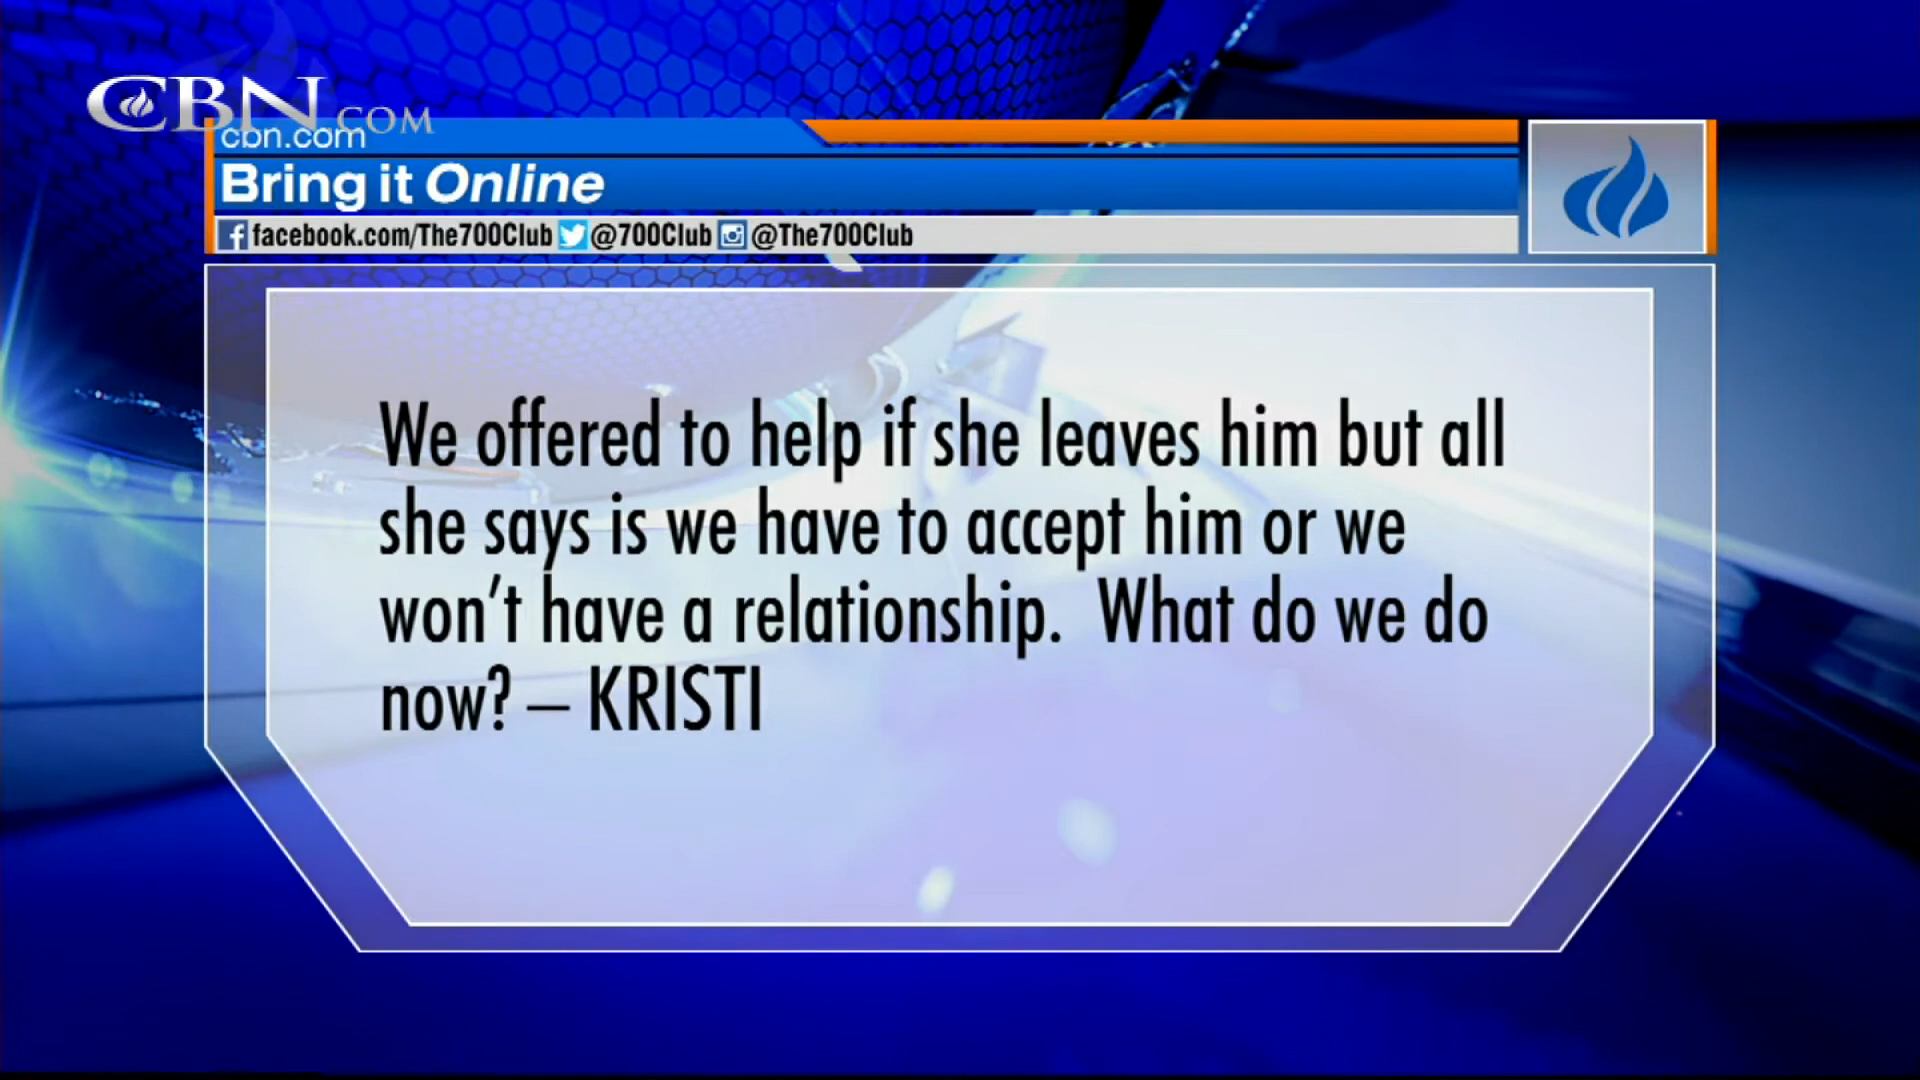 CBN.COM
cbn.com
Bring it Online
facebook.com/The700Club @700Club @The700Club
We offered to help if she leaves him but all
she says is we have to accept him or we
won't have a relationship.  What do we do
now? – KRISTI